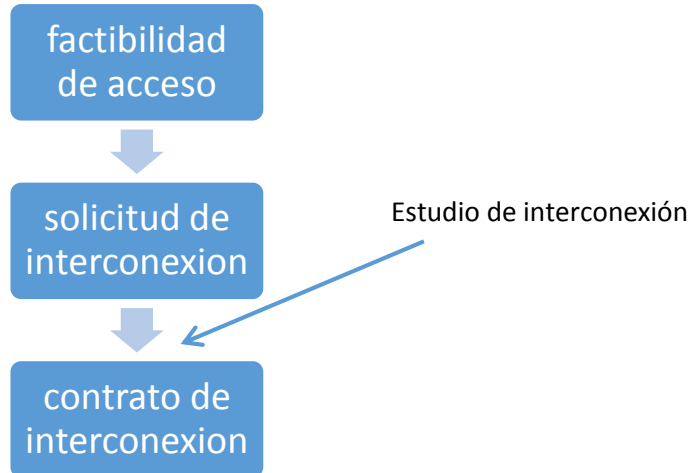 factibilidad
de acceso
solicitud de
interconexion
Estudio de interconexión
contrato de
interconexion